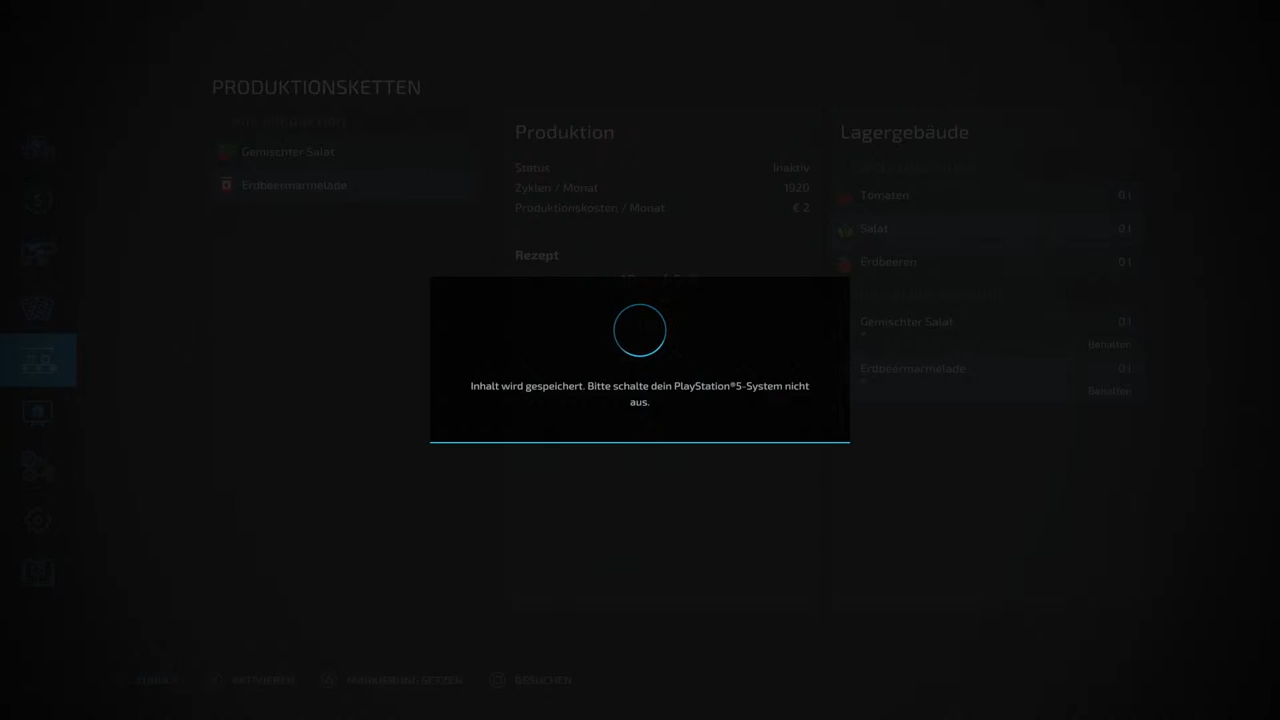 PRODUKTIONSKETTEN
Gemischter Salat
Erdbeermarmelade
Produktion
Status Inaktiv
Zyklen / Monat 1920
Produktionskosten / Monat € 2
Rezept
Lagergebäude
Tomaten 0 l
Salat 0 l
Erdbeeren 0 l
Gemischter Salat 0 l
Behalten
Erdbeermarmelade 0 l
Behalten
Inhalt wird gespeichert. Bitte schalte dein PlayStation®5-System nicht
aus.
AKTIVIEREN
BESUCHEN